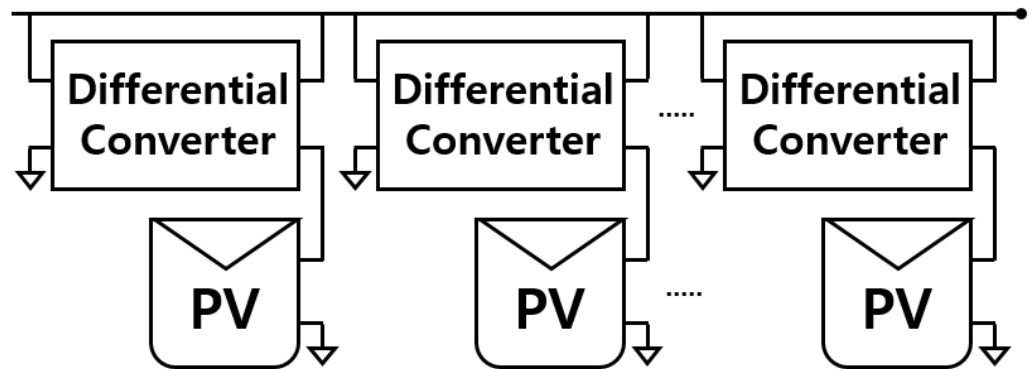 Differential
Converter
Differential
Converter
.....
Differential
Converter
PV
PV
.....
PV